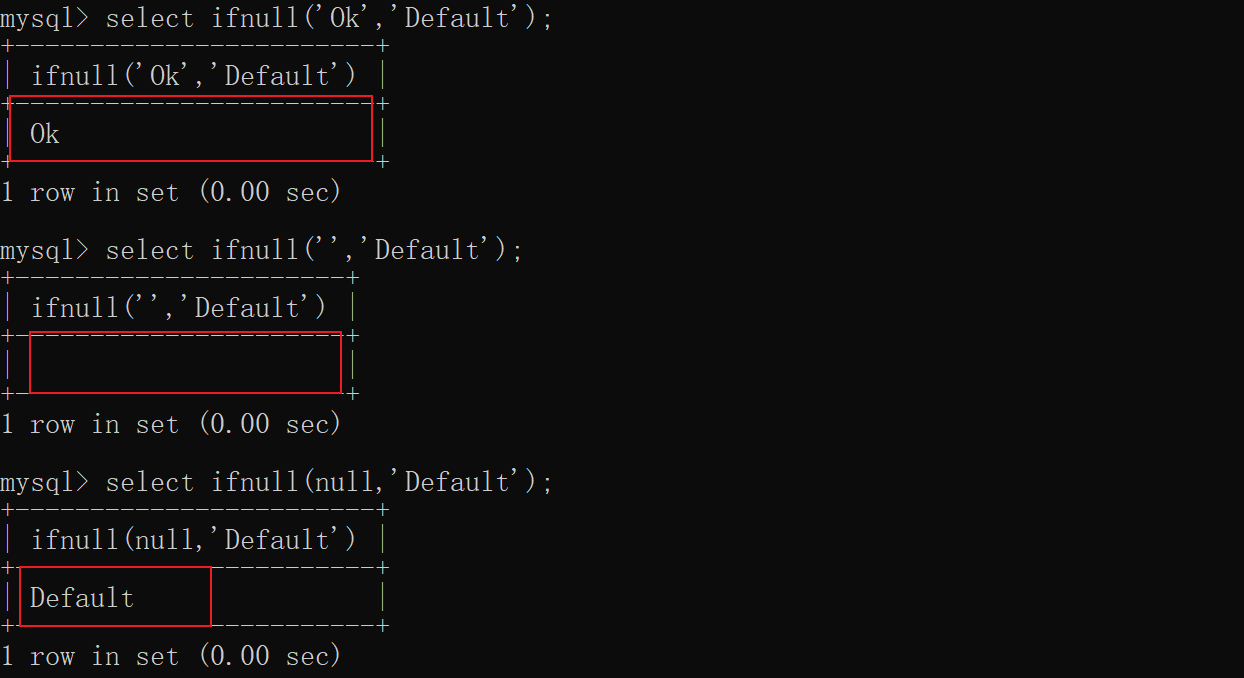 mysql> select ifnull('Ok','Default');
+------------------------+
| ifnull('Ok','Default') |
+------------------------+
| Ok                     |
+------------------------+
1 row in set (0.00 sec)
mysql> select ifnull('','Default');
+----------------------+
| ifnull('','Default') |
+----------------------+
|                      |
+----------------------+
1 row in set (0.00 sec)
mysql> select ifnull(null,'Default');
+------------------------+
| ifnull(null,'Default') |
+------------------------+
| Default                |
+------------------------+
1 row in set (0.00 sec)